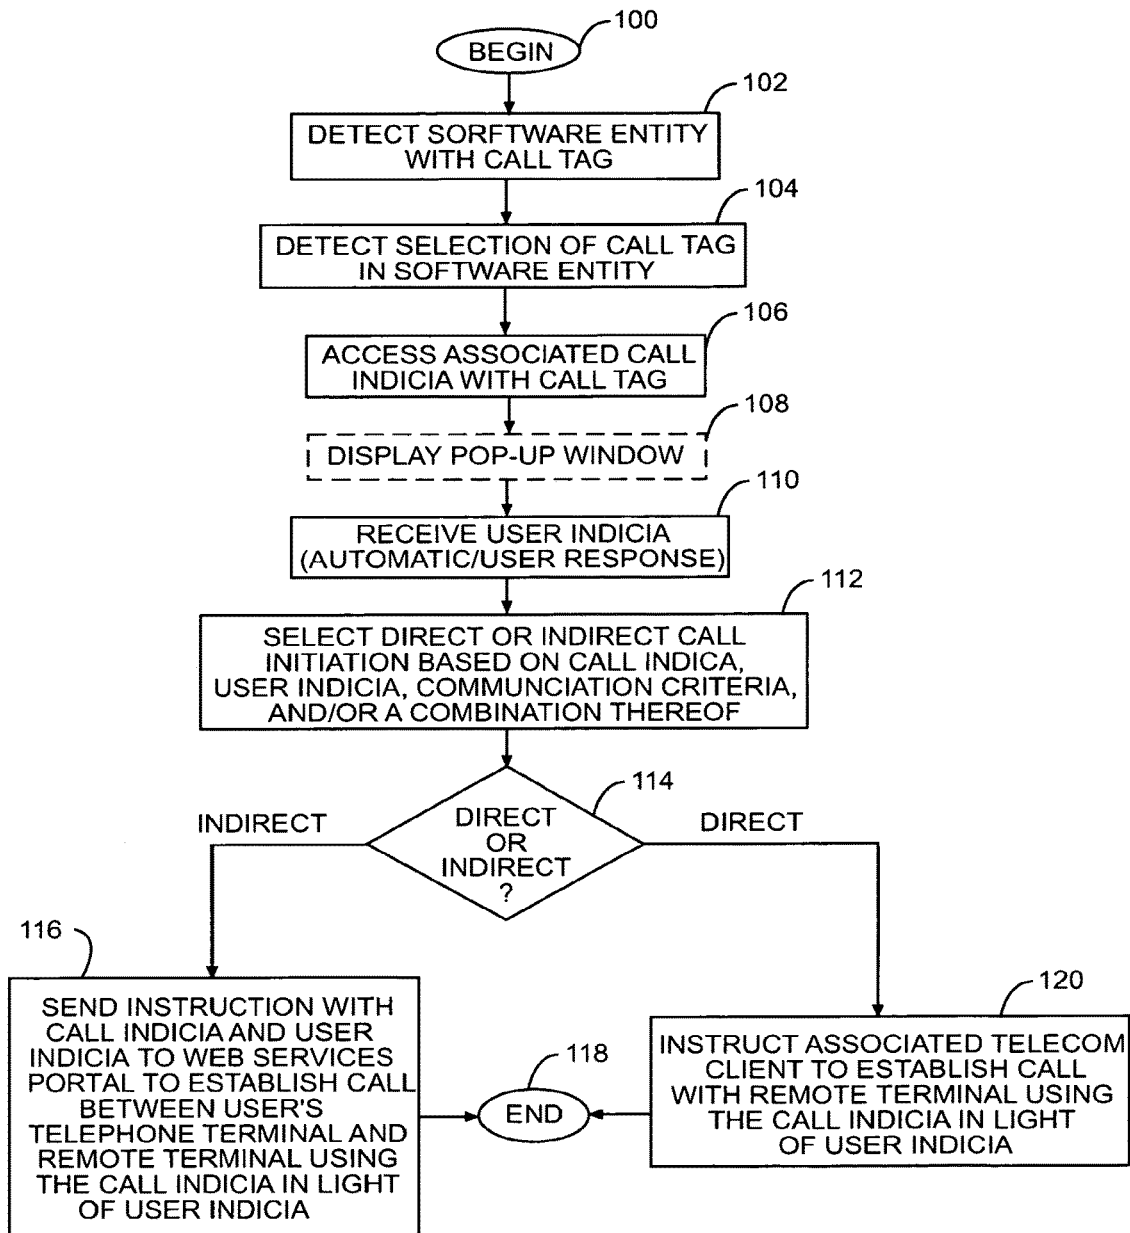 BEGIN
100
102
DETECT SORFTWARE ENTITY
WITH CALL TAG
104
DETECT SELECTION OF CALL TAG
IN SOFTWARE ENTITY
106
ACCESS ASSOCIATED CALL
INDICIA WITH CALL TAG
108
DISPLAY POP-UP WINDOW
110
RECEIVE USER INDICIA
(AUTOMATIC/USER RESPONSE)
112
SELECT DIRECT OR INDIRECT CALL
INITIATION BASED ON CALL INDICA,
USER INDICIA, COMMUNCIATION CRITERIA,
AND/OR A COMBINATION THEREOF
114
DIRECT
OR
INDIRECT
?
INDIRECT
DIRECT
116
SEND INSTRUCTION WITH
CALL INDICIA AND USER
INDICIA TO WEB SERVICES
PORTAL TO ESTABLISH CALL
BETWEEN USER'S
TELEPHONE TERMINAL AND
REMOTE TERMINAL USING
THE CALL INDICIA IN LIGHT
OF USER INDICIA
118
END
120
INSTRUCT ASSOCIATED TELECOM
CLIENT TO ESTABLISH CALL
WITH REMOTE TERMINAL USING
THE CALL INDICIA IN LIGHT
OF USER INDICIA